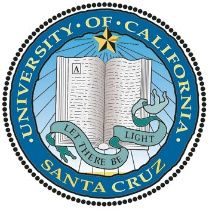 UNIVERSITY·OF·CALIFORNIA
A
LET THERE BE
LIGHT
SANTA CRUZ